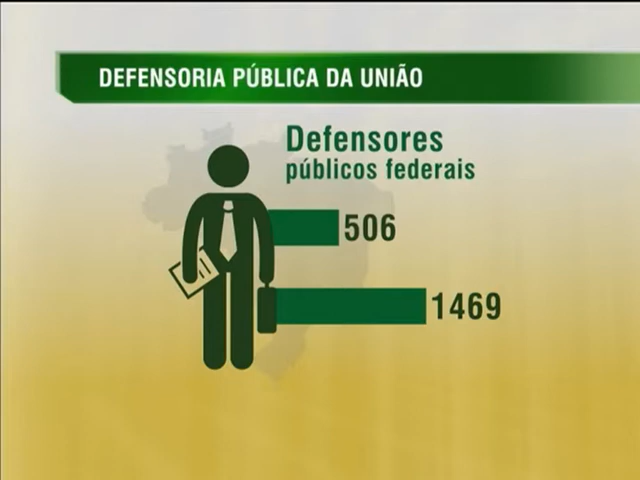 DEFENSORIA PÚBLICA DA UNIÃO
Defensores
públicos federais
506
1469